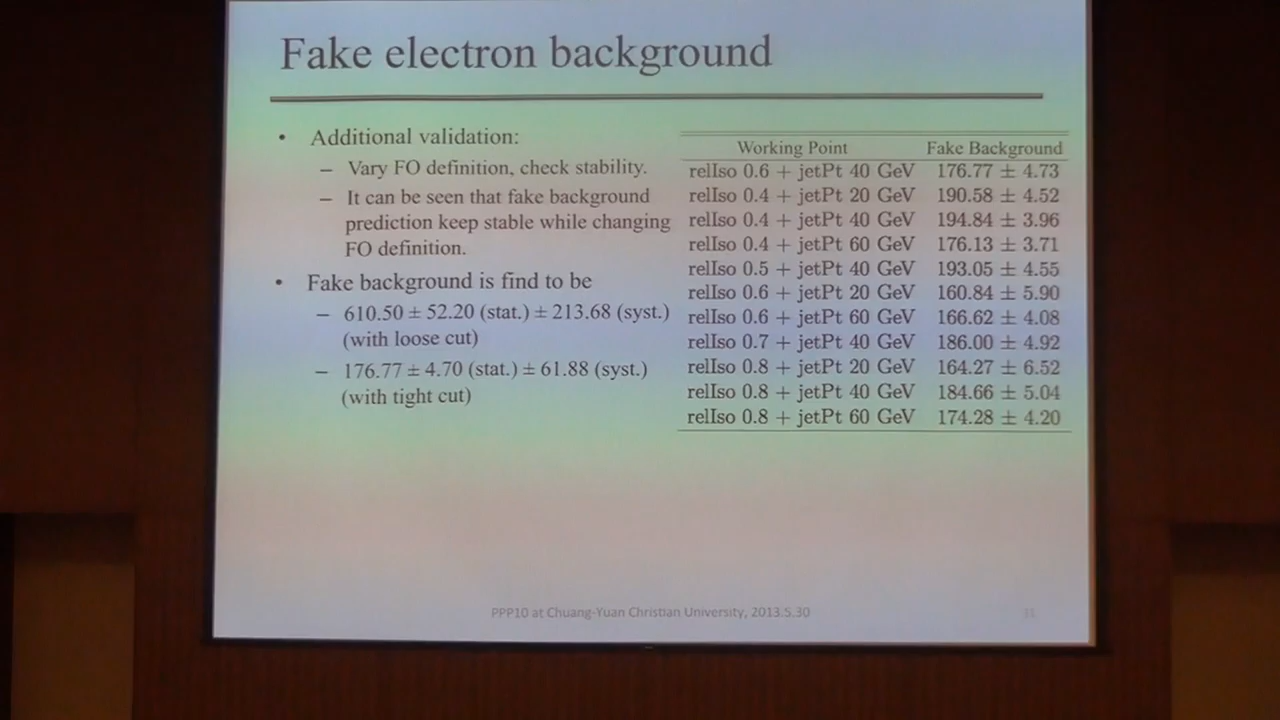 Fake electron background
• Additional validation:
– Vary FO definition, check stability.
– It can be seen that fake background
prediction keep stable while changing
FO definition.
• Fake background is find to be
– 610.50 ± 52.20 (stat.) ± 213.68 (syst.)
(with loose cut)
– 176.77 ± 4.70 (stat.) ± 61.88 (syst.)
(with tight cut)
Working Point Fake Background
relIso 0.6 + jetPt 40 GeV 176.77 ± 4.73
relIso 0.4 + jetPt 20 GeV 190.58 ± 4.52
relIso 0.4 + jetPt 40 GeV 194.84 ± 3.96
relIso 0.4 + jetPt 60 GeV 176.13 ± 3.71
relIso 0.5 + jetPt 40 GeV 193.05 ± 4.55
relIso 0.6 + jetPt 20 GeV 160.84 ± 5.90
relIso 0.6 + jetPt 60 GeV 166.62 ± 4.08
relIso 0.7 + jetPt 40 GeV 186.00 ± 4.92
relIso 0.8 + jetPt 20 GeV 164.27 ± 6.52
relIso 0.8 + jetPt 40 GeV 184.66 ± 5.04
relIso 0.8 + jetPt 60 GeV 174.28 ± 4.20
PPP10 at Chuang-Yuan Christian University, 2013.5.30